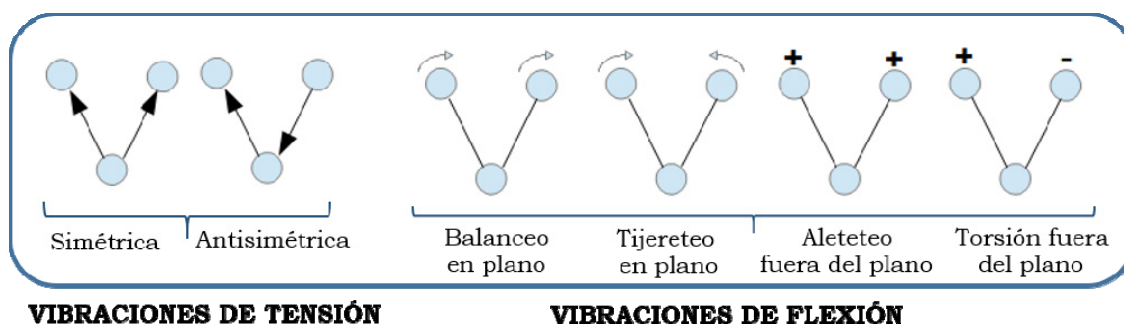 + + + -
Simétrica Antisimétrica
Balanceo en plano
Tijereteo en plano
Aleteteo fuera del plano
Torsión fuera del plano
VIBRACIONES DE TENSIÓN
VIBRACIONES DE FLEXIÓN